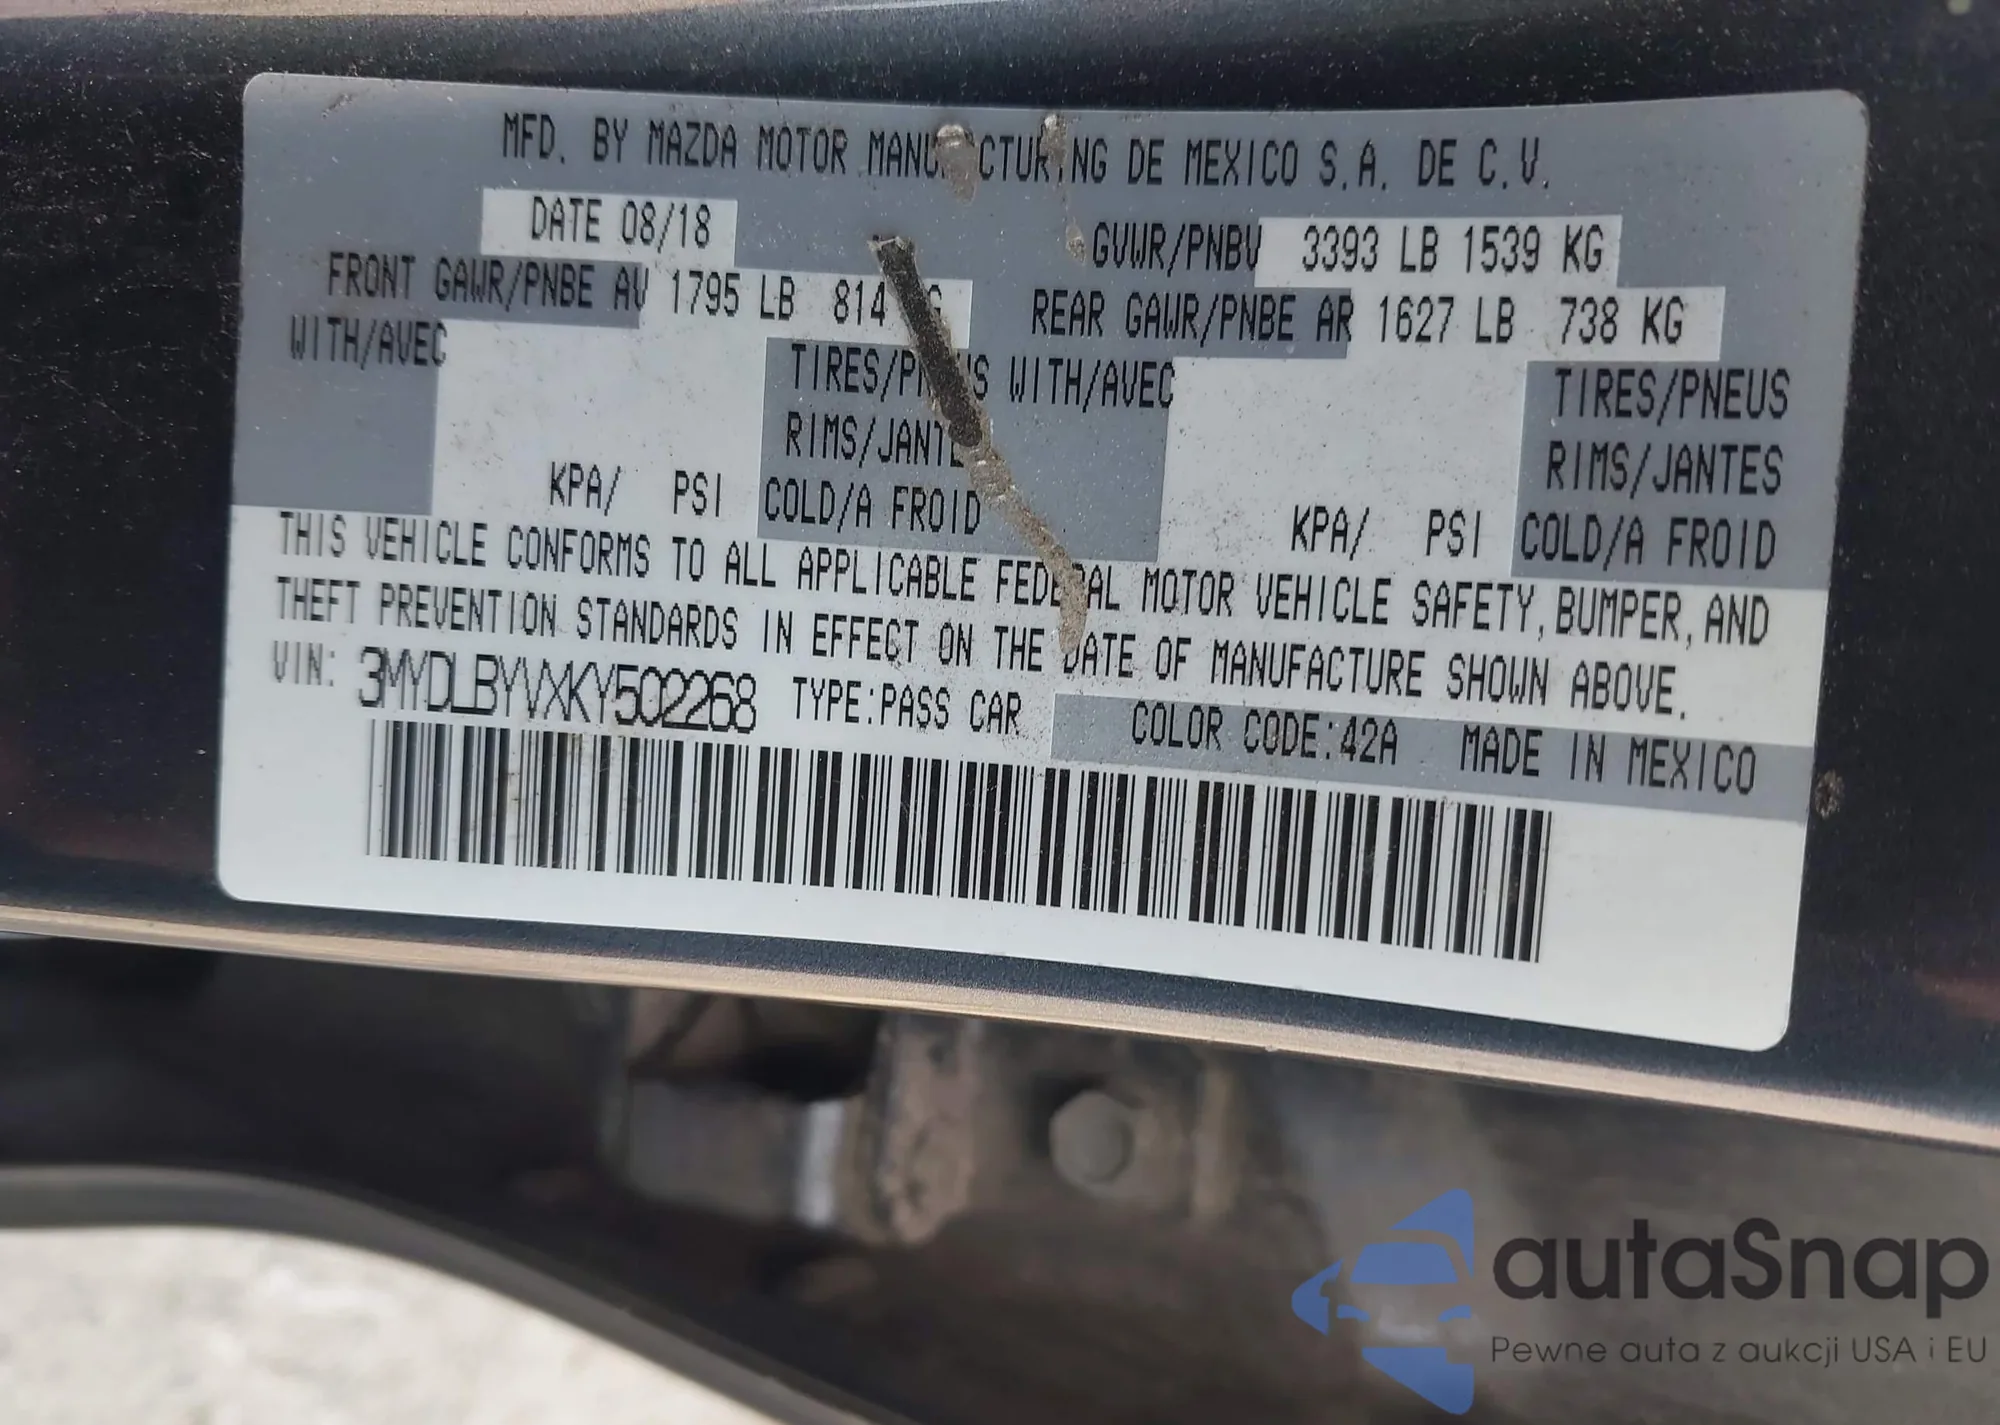 MFD. BY MAZDA MOTOR MANUFACTURING DE MEXICO S.A. DE C.V.
DATE 08/18 GVWR/PNBV 3393 LB 1539 KG
FRONT GAWR/PNBE AV 1795 LB 814 KG REAR GAWR/PNBE AR 1627 LB 738 KG
WITH/AVEC TIRES/PNEUS WITH/AVEC TIRES/PNEUS
RIMS/JANTES RIMS/JANTES
KPA/ PSI COLD/A FROID KPA/ PSI COLD/A FROID
THIS VEHICLE CONFORMS TO ALL APPLICABLE FEDERAL MOTOR VEHICLE SAFETY, BUMPER, AND
THEFT PREVENTION STANDARDS IN EFFECT ON THE DATE OF MANUFACTURE SHOWN ABOVE.
VIN: 3MYDLBYVXKY502268 TYPE:PASS CAR COLOR CODE:42A MADE IN MEXICO
autaSnap
Pewne auta z aukcji USA i EU